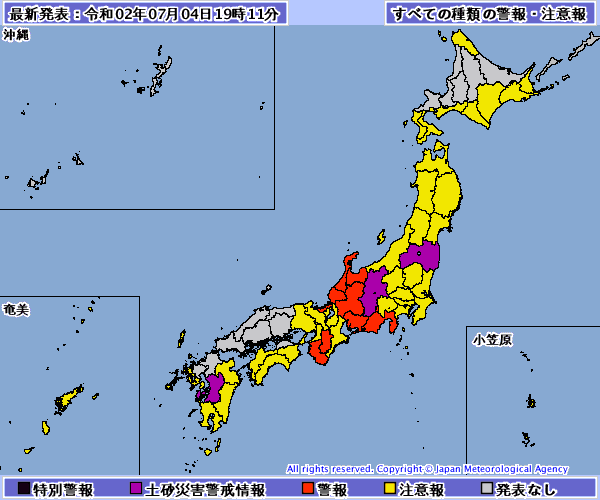 最新発表：令和02年07月04日19時11分
すべての種類の警報・注意報
沖縄
奄美
小笠原
All rights reserved. Copyright © Japan Meteorological Agency
特別警報 土砂災害警戒情報 警報 注意報 発表なし